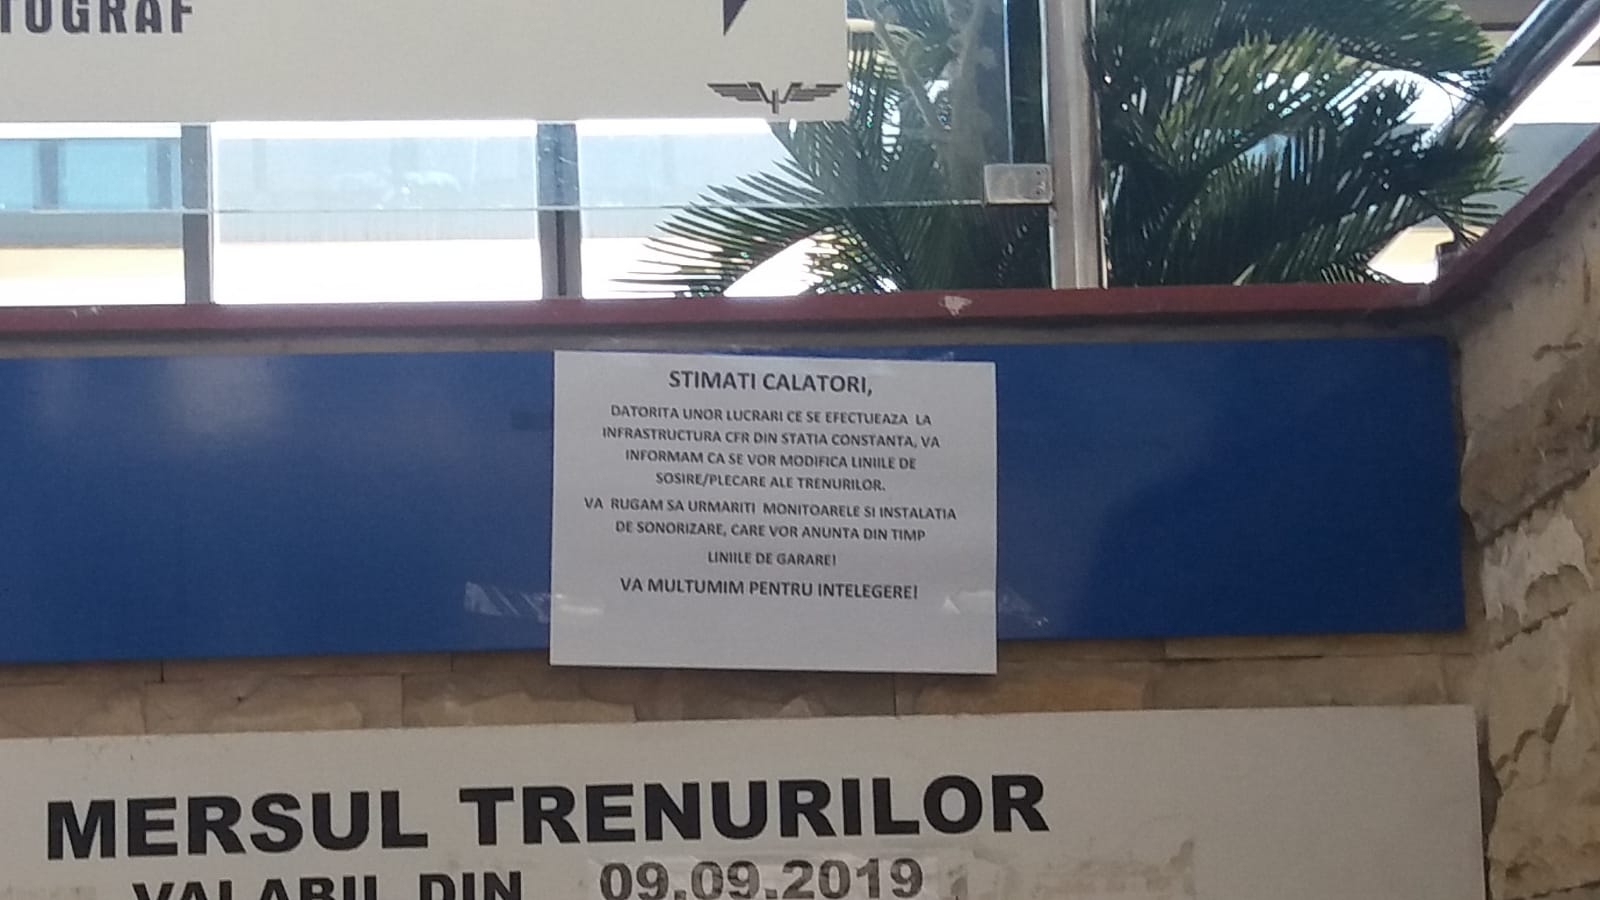 TOGRAF
STIMATI CALATORI,
DATORITA UNOR LUCRARI CE SE EFECTUEAZA LA
INFRASTRUCTURA CFR DIN STATIA CONSTANTA, VA
INFORMAM CA SE VOR MODIFICA LINIILE DE
SOSIRE/PLECARE ALE TRENURILOR.
VA RUGAM SA URMARITI MONITOARELE SI INSTALATIA
DE SONORIZARE, CARE VOR ANUNTA DIN TIMP
LINIILE DE GARARE!
VA MULTUMIM PENTRU INTELEGERE!
MERSUL TRENURILOR
VALABIL DIN 09.09.2019